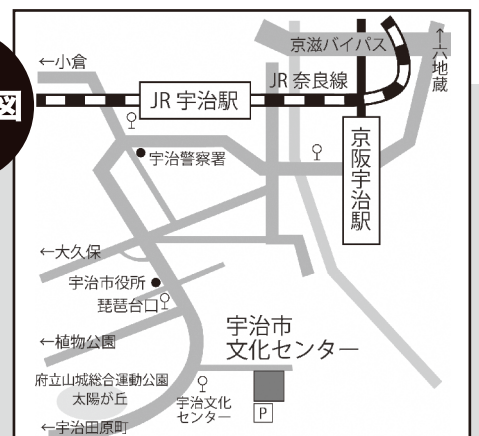 京滋バイパス
↑六地蔵
←小倉
JR 奈良線
図
JR 宇治駅
京阪宇治駅
宇治警察署
←大久保
宇治市役所
琵琶台口
宇治市
文化センター
←植物公園
府立山城総合運動公園
太陽が丘
宇治文化
センター
P
←宇治田原町